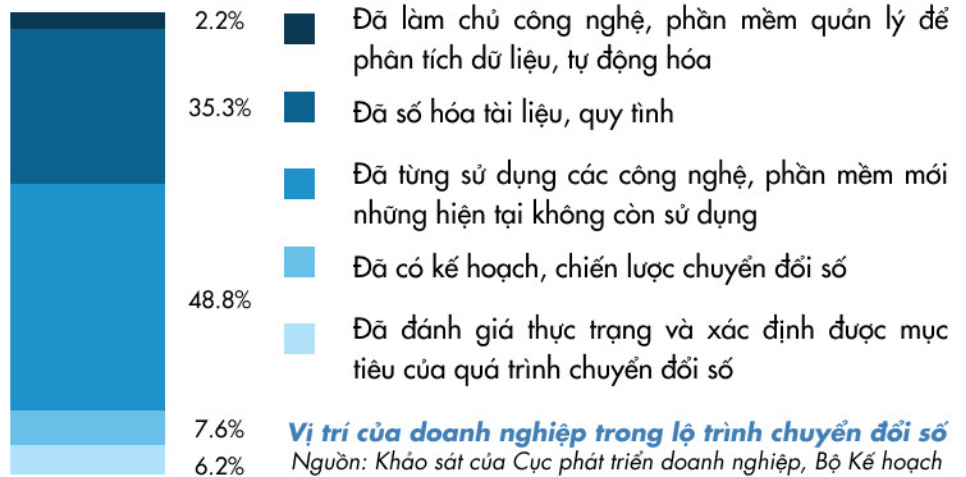 2.2%
Đã làm chủ công nghệ, phần mềm quản lý để
phân tích dữ liệu, tự động hóa
35.3%
Đã số hóa tài liệu, quy tình
Đã từng sử dụng các công nghệ, phần mềm mới
những hiện tại không còn sử dụng
Đã có kế hoạch, chiến lược chuyển đổi số
48.8%
Đã đánh giá thực trạng và xác định được mục
tiêu của quá trình chuyển đổi số
7.6%
Vị trí của doanh nghiệp trong lộ trình chuyển đổi số
6.2%
Nguồn: Khảo sát của Cục phát triển doanh nghiệp, Bộ Kế hoạch